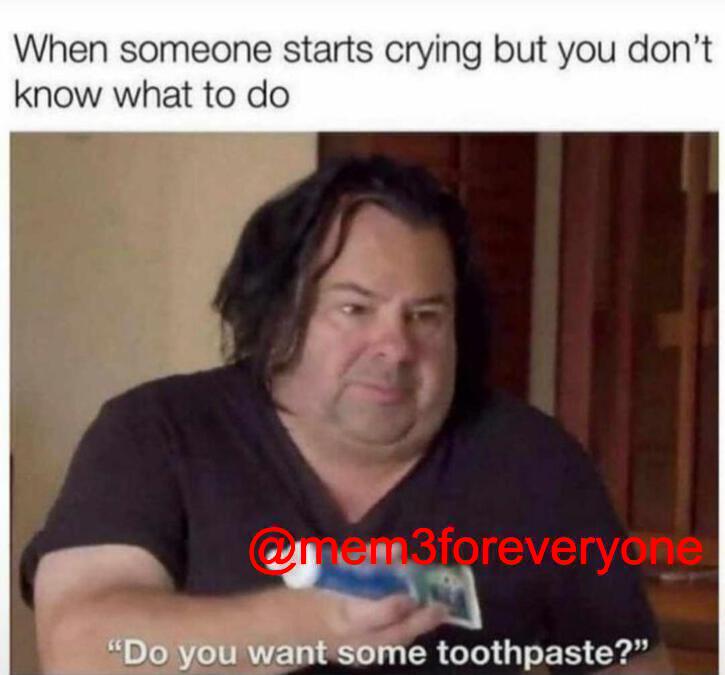 When someone starts crying but you don’t
know what to do
@mem3foreveryone
“Do you want some toothpaste?”